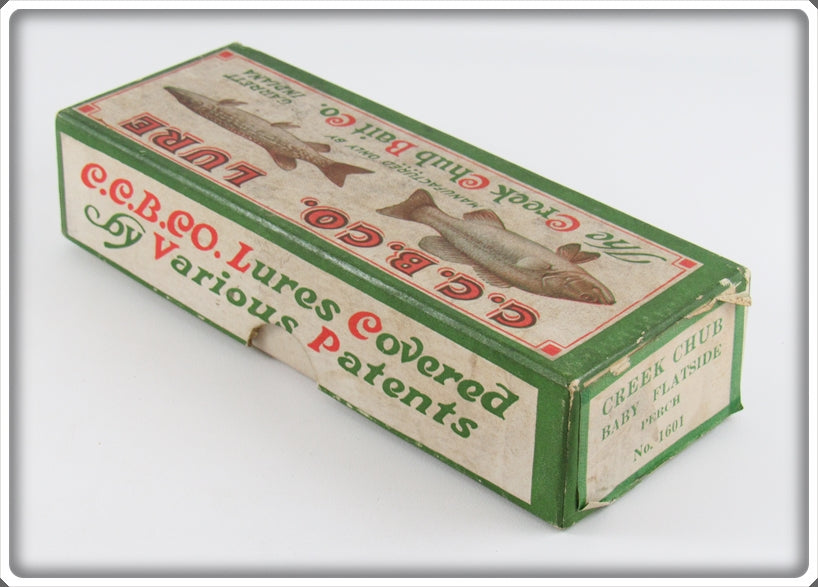 C.C.B.CO. LURE
MANUFACTURED ONLY BY
The Creek Chub Bait Co.
GARRETT
INDIANA
C.C.B.CO. Lures Covered
by Various Patents
CREEK CHUB
BABY FLATSIDE
PERCH
No. 1601